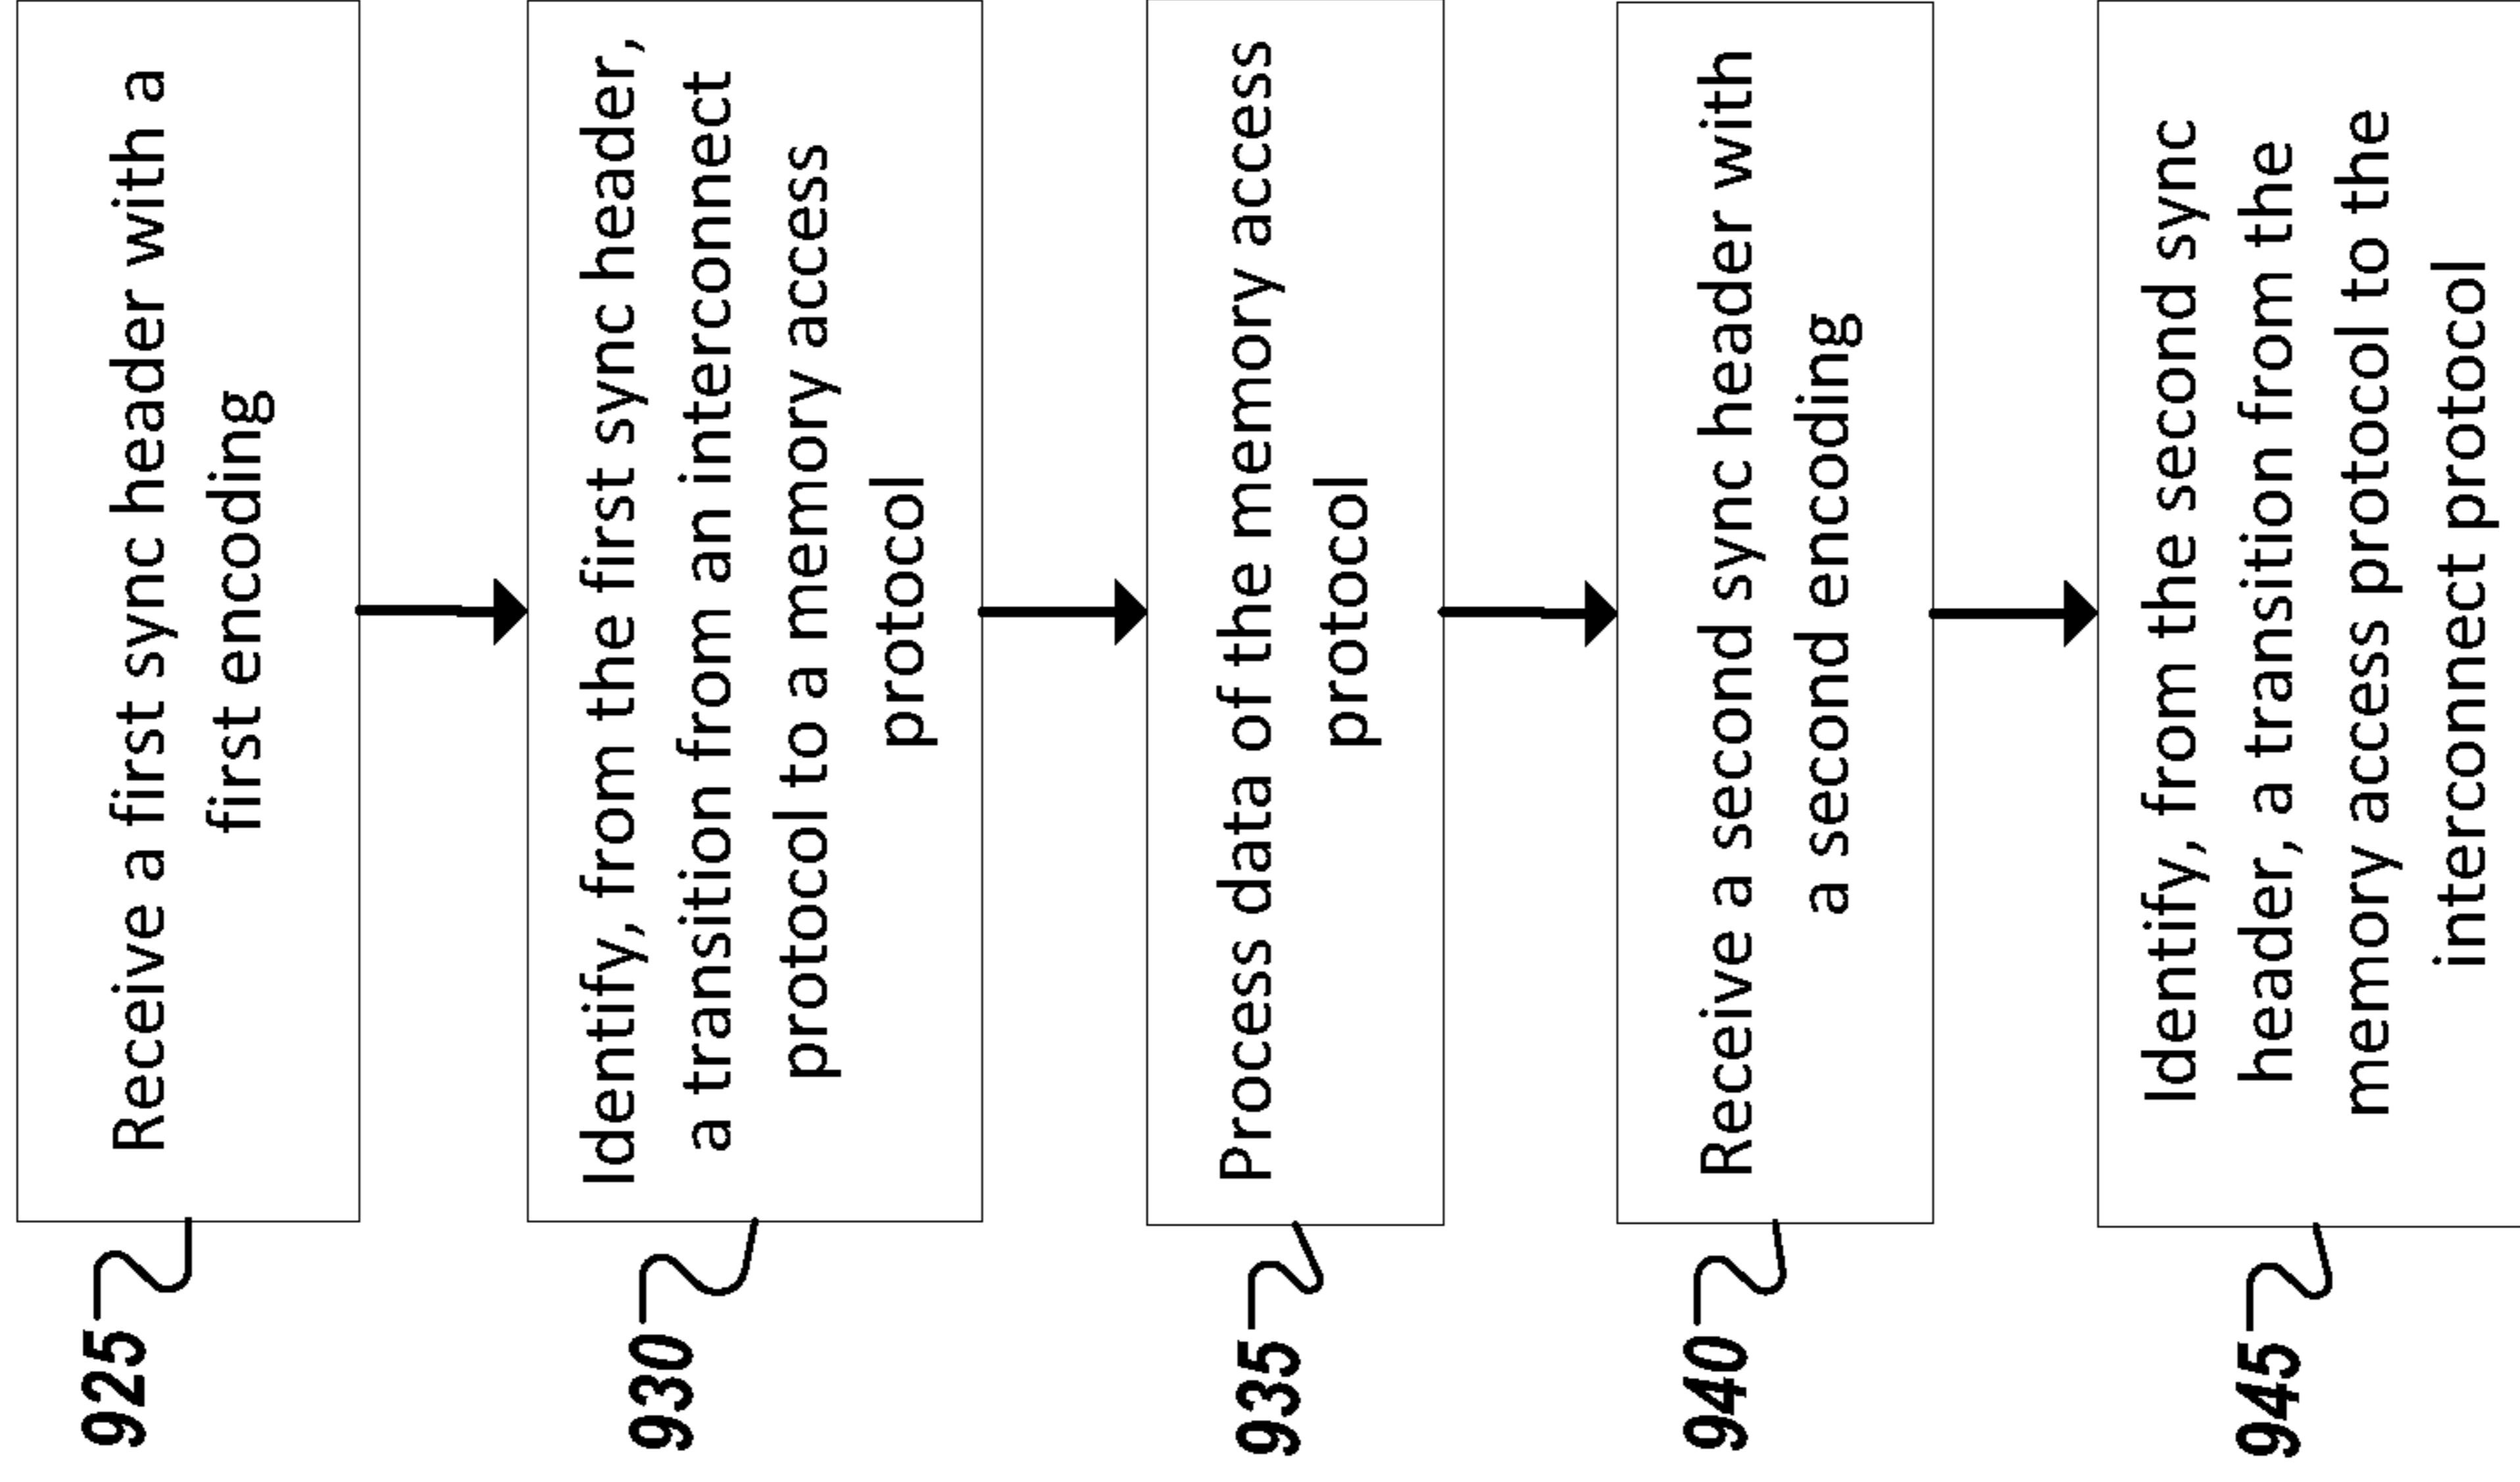 925
Receive a first sync header with a
first encoding
930
Identify, from the first sync header,
a transition from an interconnect
protocol to a memory access
protocol
935
Process data of the memory access
protocol
940
Receive a second sync header with
a second encoding
945
Identify, from the second sync
header, a transition from the
memory access protocol to the
interconnect protocol